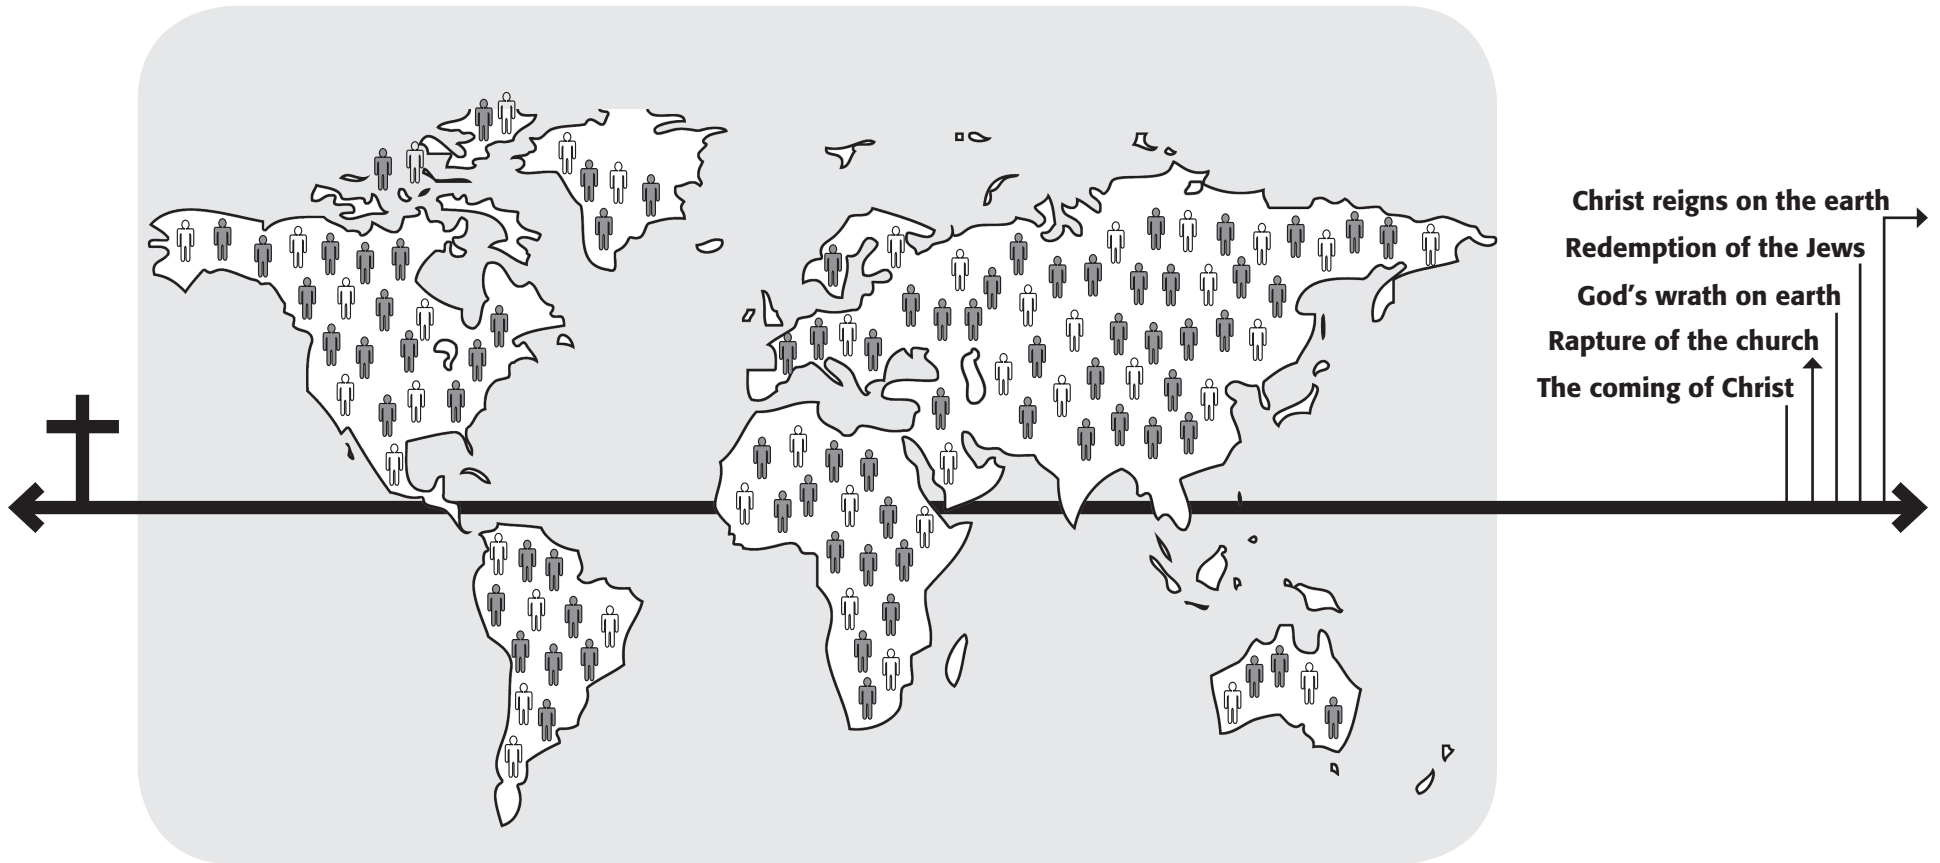 Christ reigns on the earth
Redemption of the Jews
God’s wrath on earth
Rapture of the church
The coming of Christ